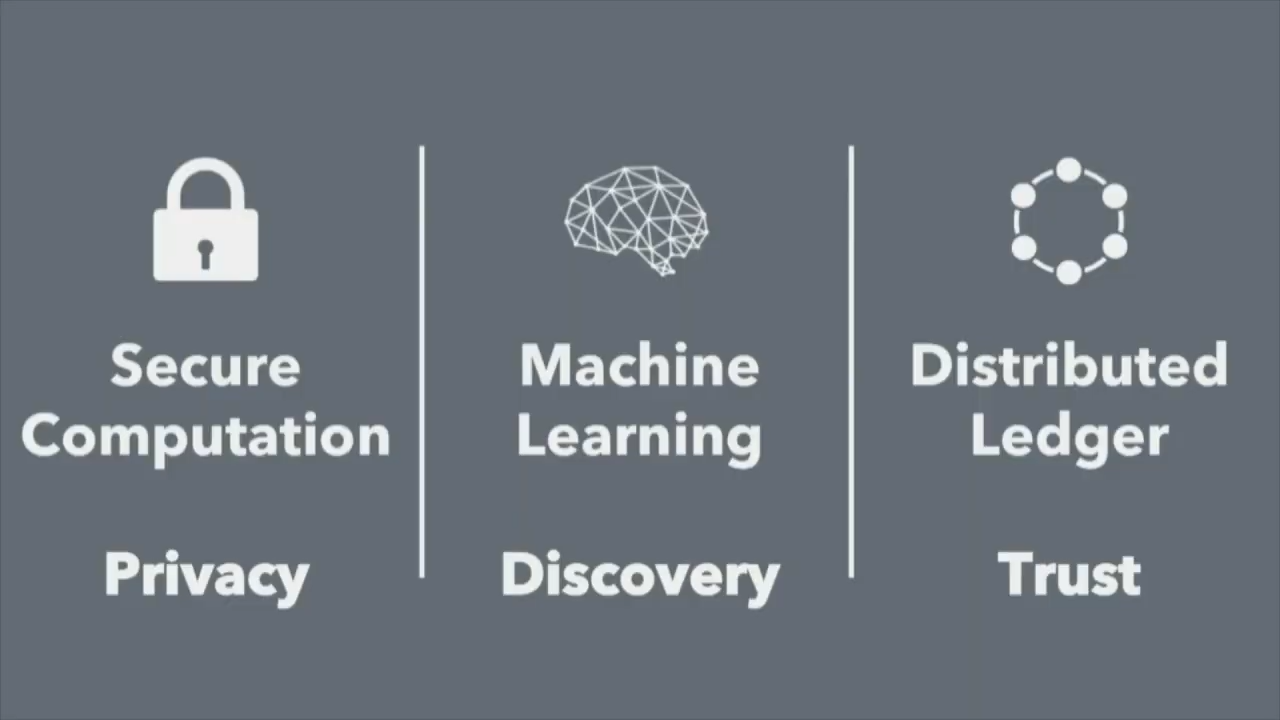 Secure
Computation
Privacy
Machine
Learning
Discovery
Distributed
Ledger
Trust